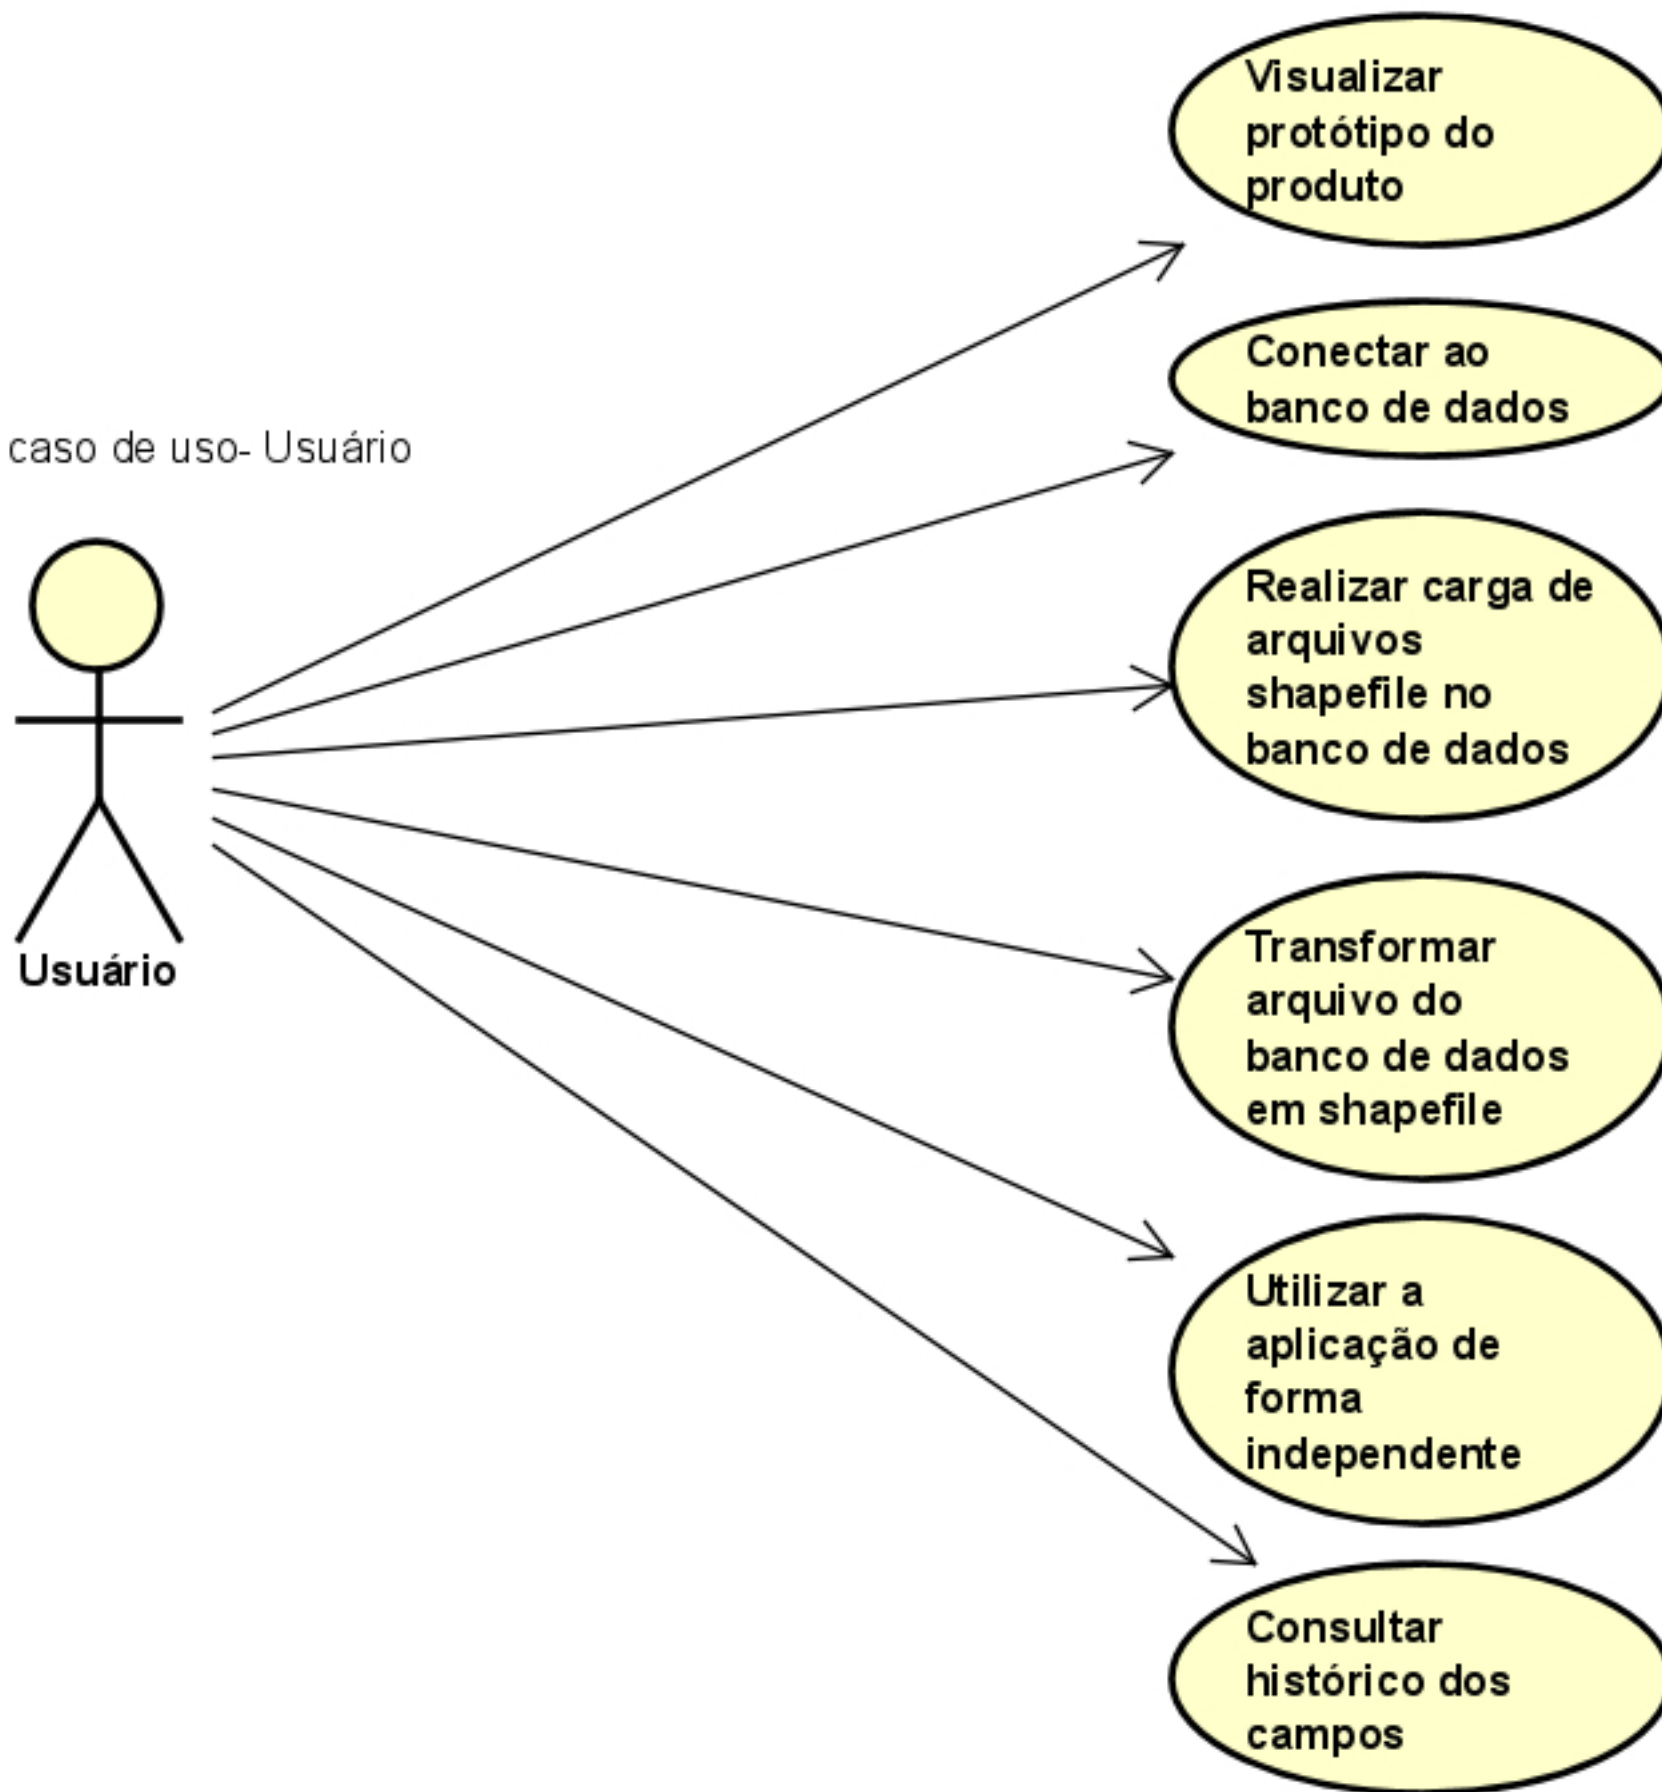 Visualizar
protótipo do
produto
Conectar ao
banco de dados
caso de uso- Usuário
Realizar carga de
arquivos
shapefile no
banco de dados
Usuário
Transformar
arquivo do
banco de dados
em shapefile
Utilizar a
aplicação de
forma
independente
Consultar
histórico dos
campos